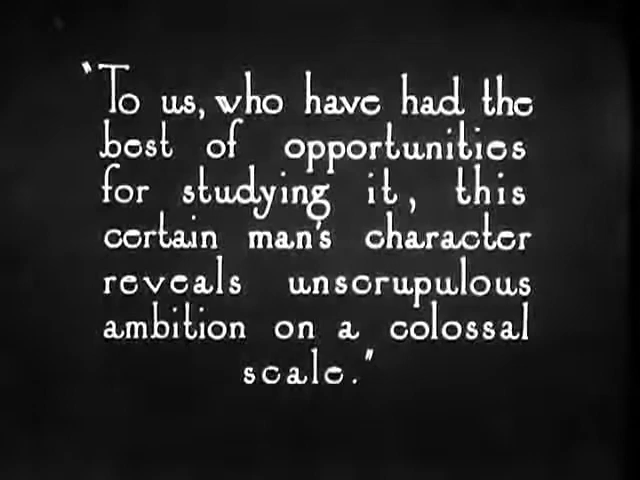 "To us, who have had the
best of opportunities
for studying it, this
certain man's character
reveals unscrupulous
ambition on a colossal
scale."